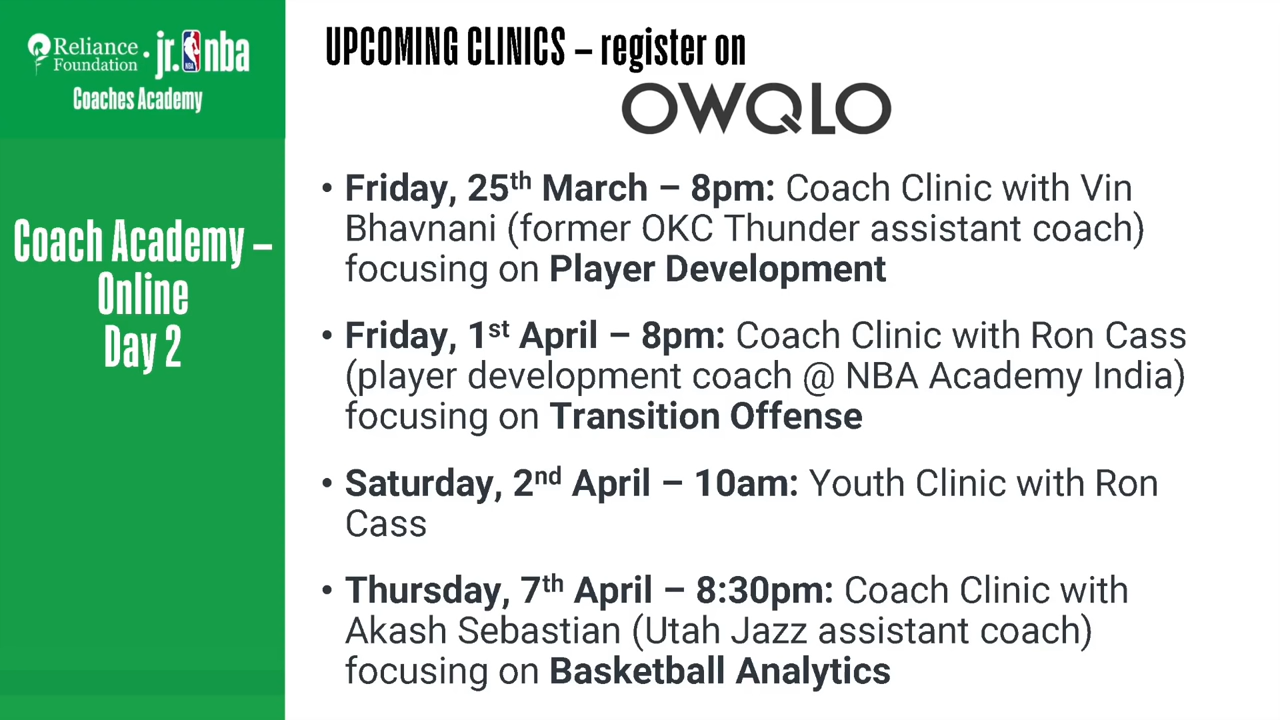 Reliance
Foundation
jr. nba
NBA
Coaches Academy
Coach Academy –
Online
Day 2
UPCOMING CLINICS – register on
OWQLO
• Friday, 25th March – 8pm: Coach Clinic with Vin
Bhavnani (former OKC Thunder assistant coach)
focusing on Player Development
• Friday, 1st April – 8pm: Coach Clinic with Ron Cass
(player development coach @ NBA Academy India)
focusing on Transition Offense
• Saturday, 2nd April – 10am: Youth Clinic with Ron
Cass
• Thursday, 7th April – 8:30pm: Coach Clinic with
Akash Sebastian (Utah Jazz assistant coach)
focusing on Basketball Analytics